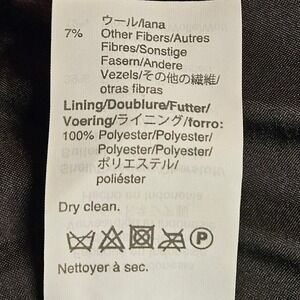 ウール/lana
7% Other Fibers/Autres
Fibres/Sonstige
Fasern/Andere
Vezels/その他の繊維/
otras fibras
Lining/Doublure/Futter/
Voering/ライニング/forro:
100% Polyester/Polyester/
Polyester/Polyester/
ポリエステル/
poliéster
Dry clean.
P
Nettoyer à sec.